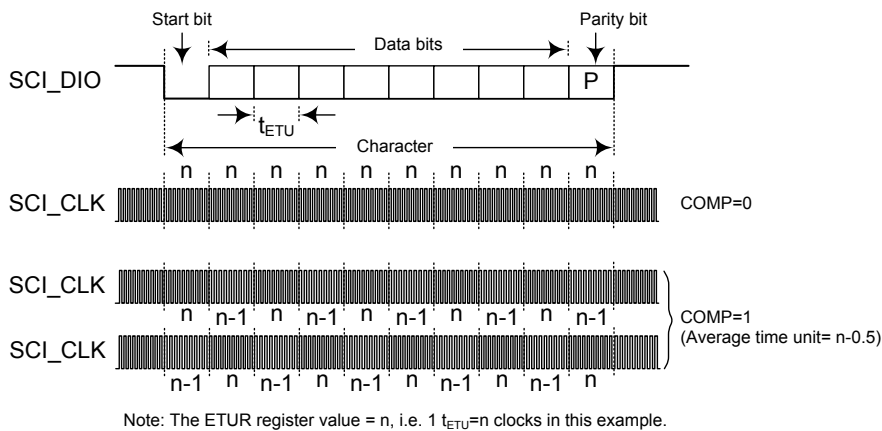 Start bit
Parity bit
Data bits
SCI_DIO
P
tETU
Character
n n n n n n n n n n
SCI_CLK
COMP=0
SCI_CLK
n n-1 n n-1 n n-1 n n-1 n n-1
COMP=1
(Average time unit= n-0.5)
SCI_CLK
n-1 n n-1 n n-1 n n-1 n n-1 n
Note: The ETUR register value = n, i.e. 1 tETU=n clocks in this example.